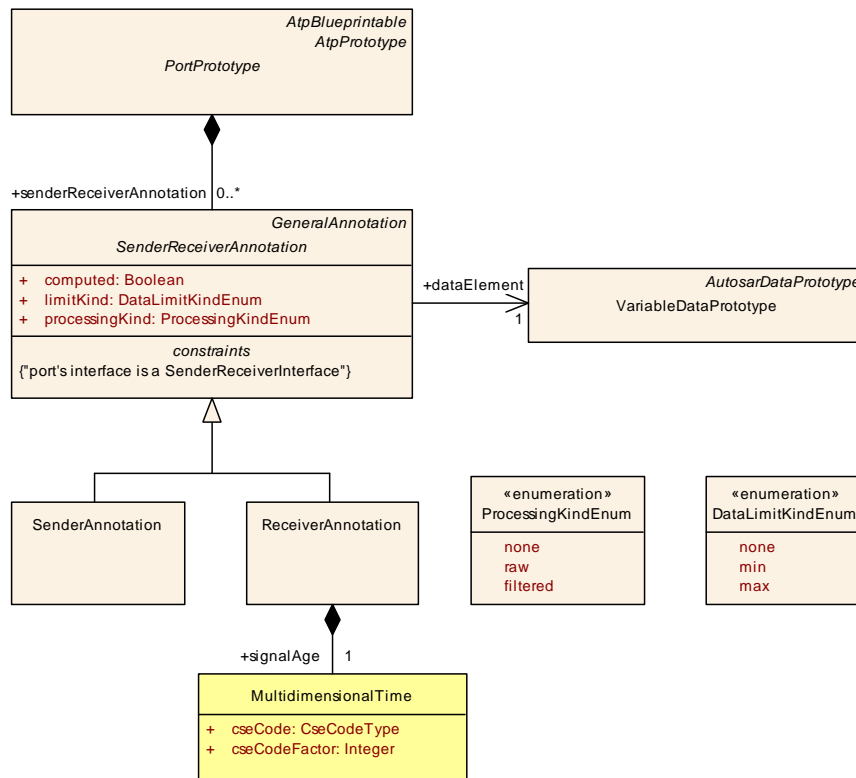 AtpBlueprintable
AtpPrototype
PortPrototype
+senderReceiverAnnotation 0..*
GeneralAnnotation
SenderReceiverAnnotation
+ computed: Boolean
+ limitKind: DataLimitKindEnum
+ processingKind: ProcessingKindEnum
constraints
{"port's interface is a SenderReceiverInterface"}
+dataElement
1
AutosarDataPrototype
VariableDataPrototype
SenderAnnotation
ReceiverAnnotation
«enumeration»
ProcessingKindEnum
none
raw
filtered
«enumeration»
DataLimitKindEnum
none
min
max
+signalAge 1
MultidimensionalTime
+ cseCode: CseCodeType
+ cseCodeFactor: Integer